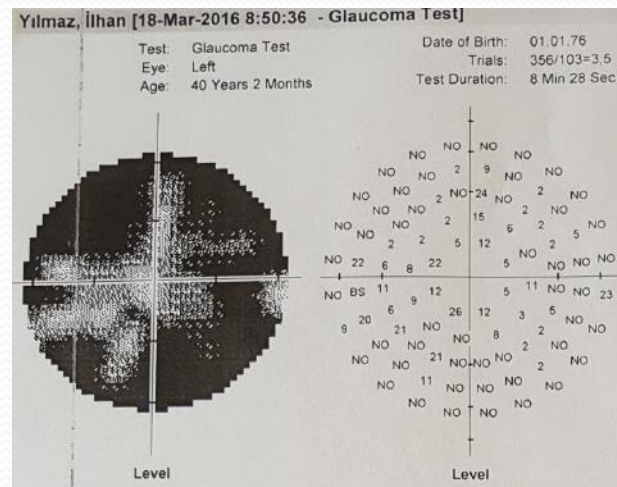 Yılmaz, İlhan [18-Mar-2016 8:50:36 - Glaucoma Test]
Test: Glaucoma Test
Eye: Left
Age: 40 Years 2 Months
Date of Birth: 01.01.76
Trials: 356/103=3,5
Test Duration: 8 Min 28 Sec
NO NO
NO NO
NO NO 2 9 NO NO
NO 2 NO 24 2 NO
NO NO 2 15 6 2 NO
NO NO 2 2 5 12 2 5
NO 22 6 8 22 5 NO NO NO
NO BS 11 9 12 5 11 NO NO 23
9 20 6 21 NO 26 12 3 5 NO
NO NO NO NO 8 2 NO
NO NO 21 NO NO NO 2 NO
NO 11 NO NO 2 NO
NO NO NO NO
NO NO
Level
Level